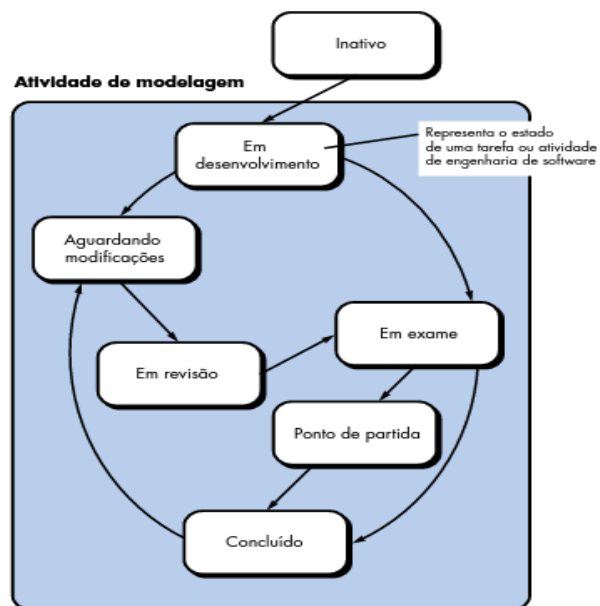 Inativo
Atividade de modelagem
Em
desenvolvimento
Representa o estado
de uma tarefa ou atividade
de engenharia de software
Aguardando
modificações
Em exame
Em revisão
Ponto de partida
Concluído